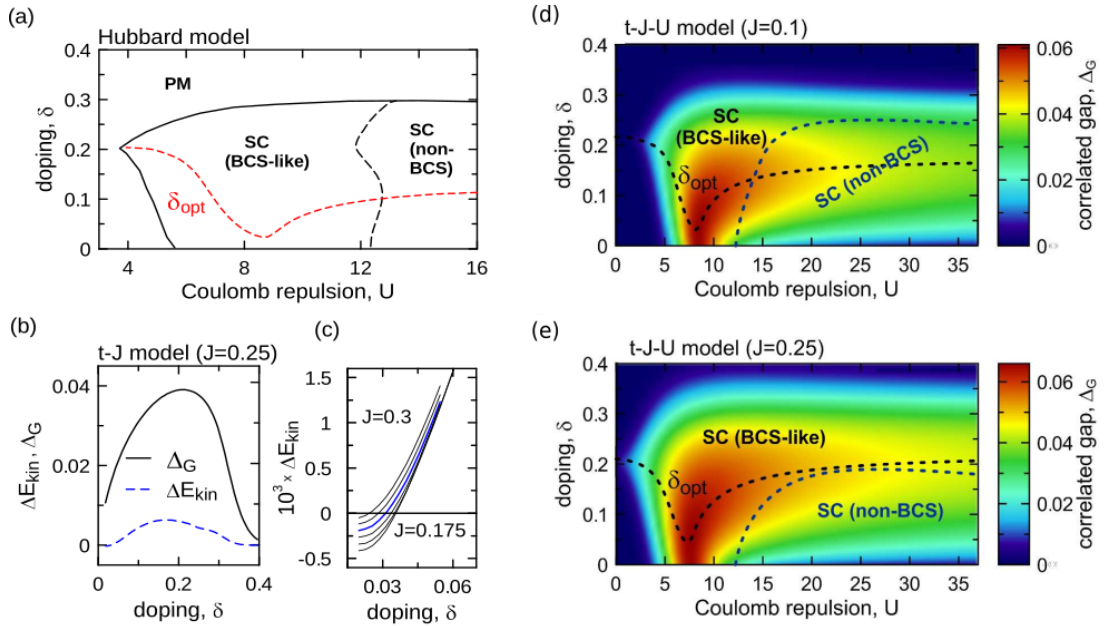 (a)
Hubbard model
0.4
0.3
0.2
0.1
0
doping, δ
PM
SC
(BCS-like)
SC
(non-
BCS)
δopt
4
8
12
16
Coulomb repulsion, U
(b)
t-J model (J=0.25)
0.04
0.02
0
ΔEkin, ΔG
ΔG
ΔEkin
0
0.2
0.4
doping, δ
(c)
1.5
1.0
0.5
0
-0.5
10³ x ΔEkin
J=0.3
J=0.175
0.03
0.06
doping, δ
(d)
t-J-U model (J=0.1)
0.4
0.3
0.2
0.1
0
doping, δ
SC
(BCS-like)
δopt
SC (non-BCS)
0
5
10
15
20
25
30
35
Coulomb repulsion, U
0.06
0.04
0.02
0
correlated gap, ΔG
(e)
t-J-U model (J=0.25)
0.4
0.3
0.2
0.1
0
doping, δ
SC (BCS-like)
δopt
SC (non-BCS)
0
5
10
15
20
25
30
35
Coulomb repulsion, U
0.06
0.04
0.02
0
correlated gap, ΔG